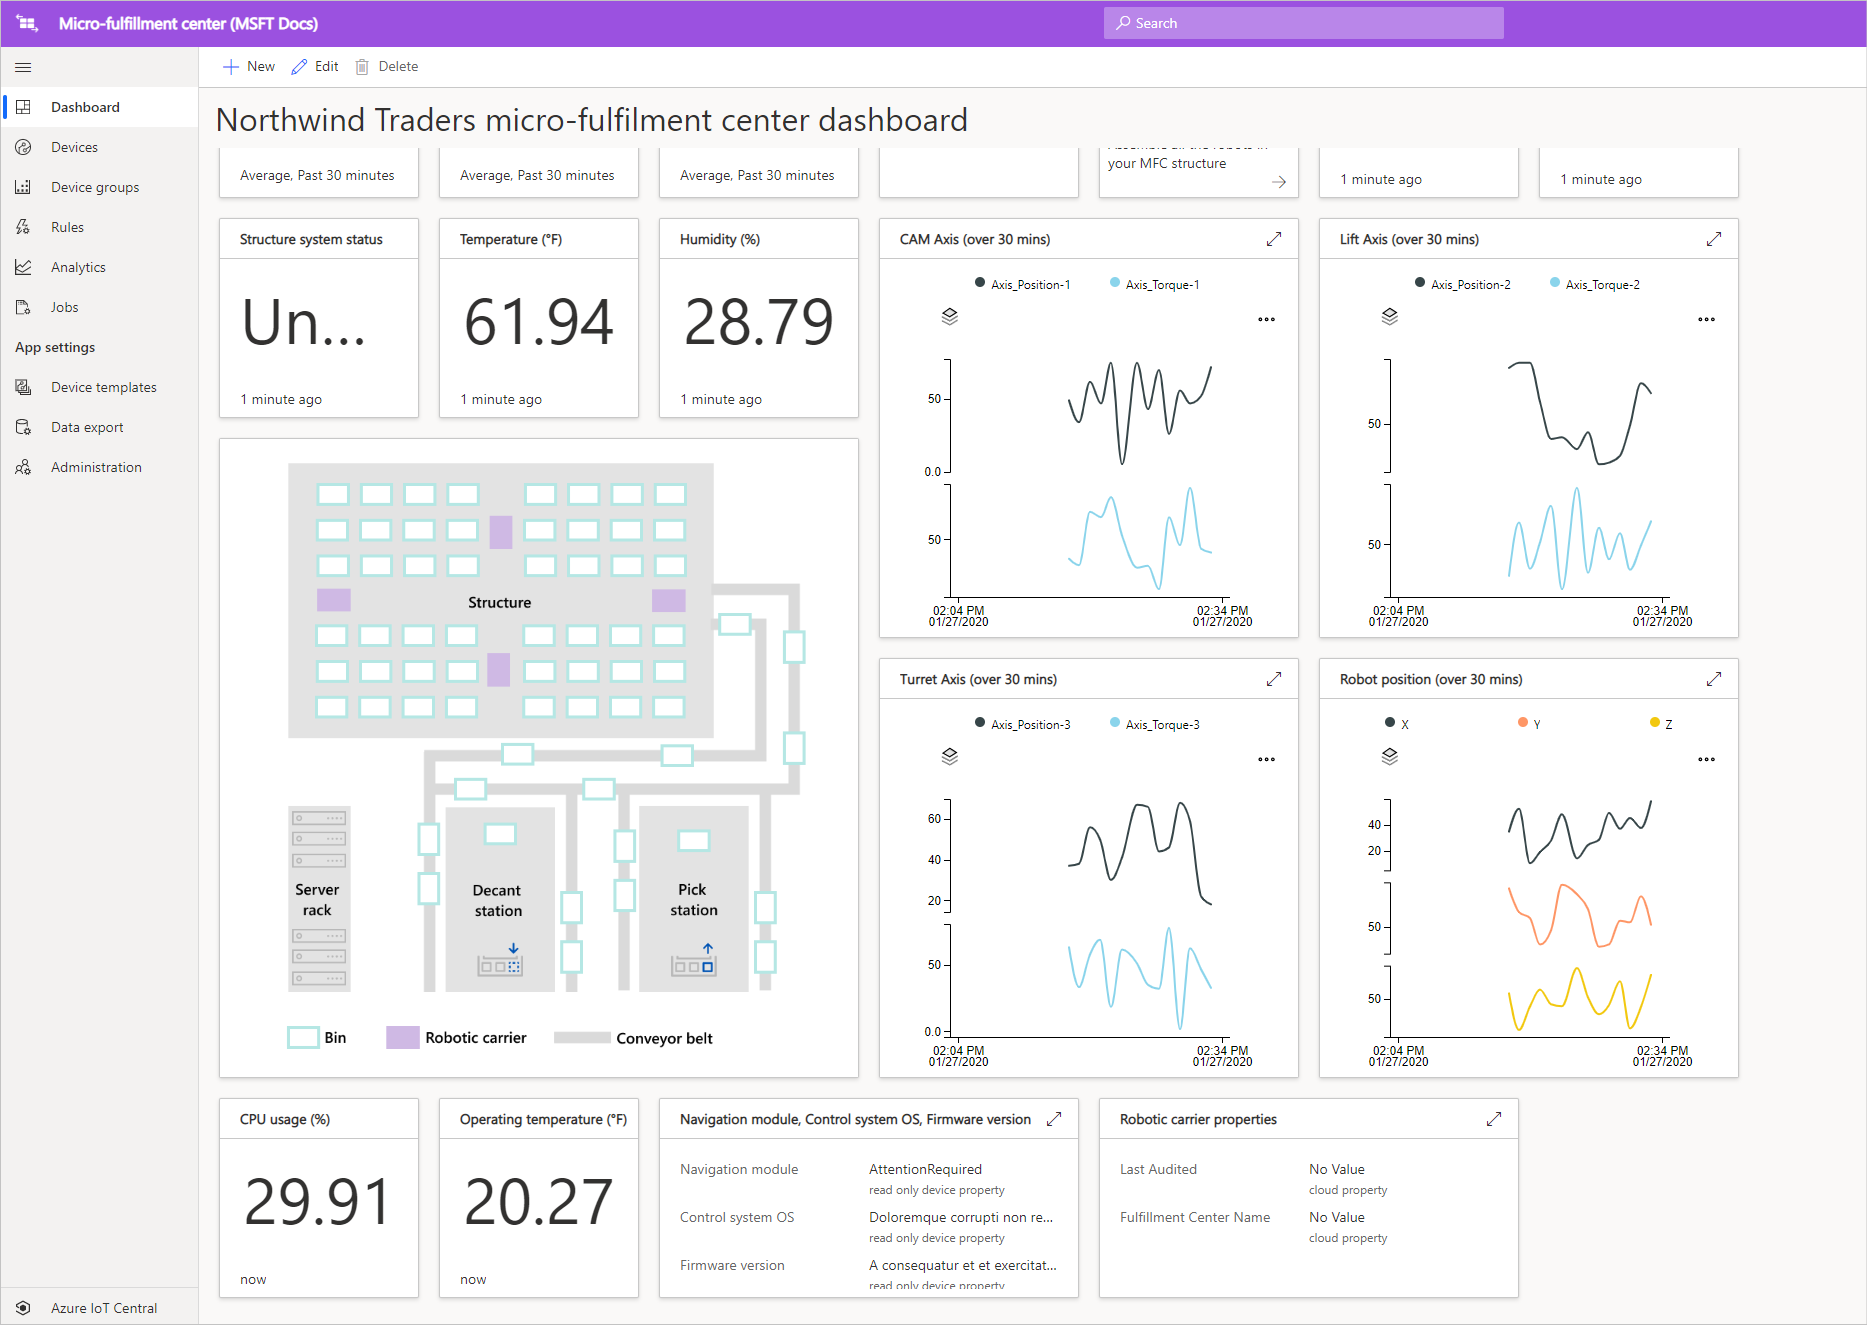 Micro-fulfillment center (MSFT Docs)
Search
New
Edit
Delete
Dashboard
Devices
Device groups
Rules
Analytics
Jobs
App settings
Device templates
Data export
Administration
Azure IoT Central
Northwind Traders micro-fulfilment center dashboard
Average, Past 30 minutes
Average, Past 30 minutes
Average, Past 30 minutes
your MFC structure
1 minute ago
1 minute ago
Structure system status
Un...
1 minute ago
Temperature (°F)
61.94
1 minute ago
Humidity (%)
28.79
1 minute ago
CAM Axis (over 30 mins)
Axis_Position-1
Axis_Torque-1
50
0.0
50
02:04 PM
01/27/2020
02:34 PM
01/27/2020
Lift Axis (over 30 mins)
Axis_Position-2
Axis_Torque-2
50
50
02:04 PM
01/27/2020
02:34 PM
01/27/2020
Structure
Server
rack
Decant
station
Pick
station
Bin
Robotic carrier
Conveyor belt
Turret Axis (over 30 mins)
Axis_Position-3
Axis_Torque-3
60
40
20
50
0.0
02:04 PM
01/27/2020
02:34 PM
01/27/2020
Robot position (over 30 mins)
X
Y
Z
40
20
50
50
02:04 PM
01/27/2020
02:34 PM
01/27/2020
CPU usage (%)
29.91
now
Operating temperature (°F)
20.27
now
Navigation module, Control system OS, Firmware version
Navigation module
AttentionRequired
read only device property
Control system OS
Doloremque corrupti non re...
read only device property
Firmware version
A consequatur et et exercitat...
read only device property
Robotic carrier properties
Last Audited
No Value
cloud property
Fulfillment Center Name
No Value
cloud property